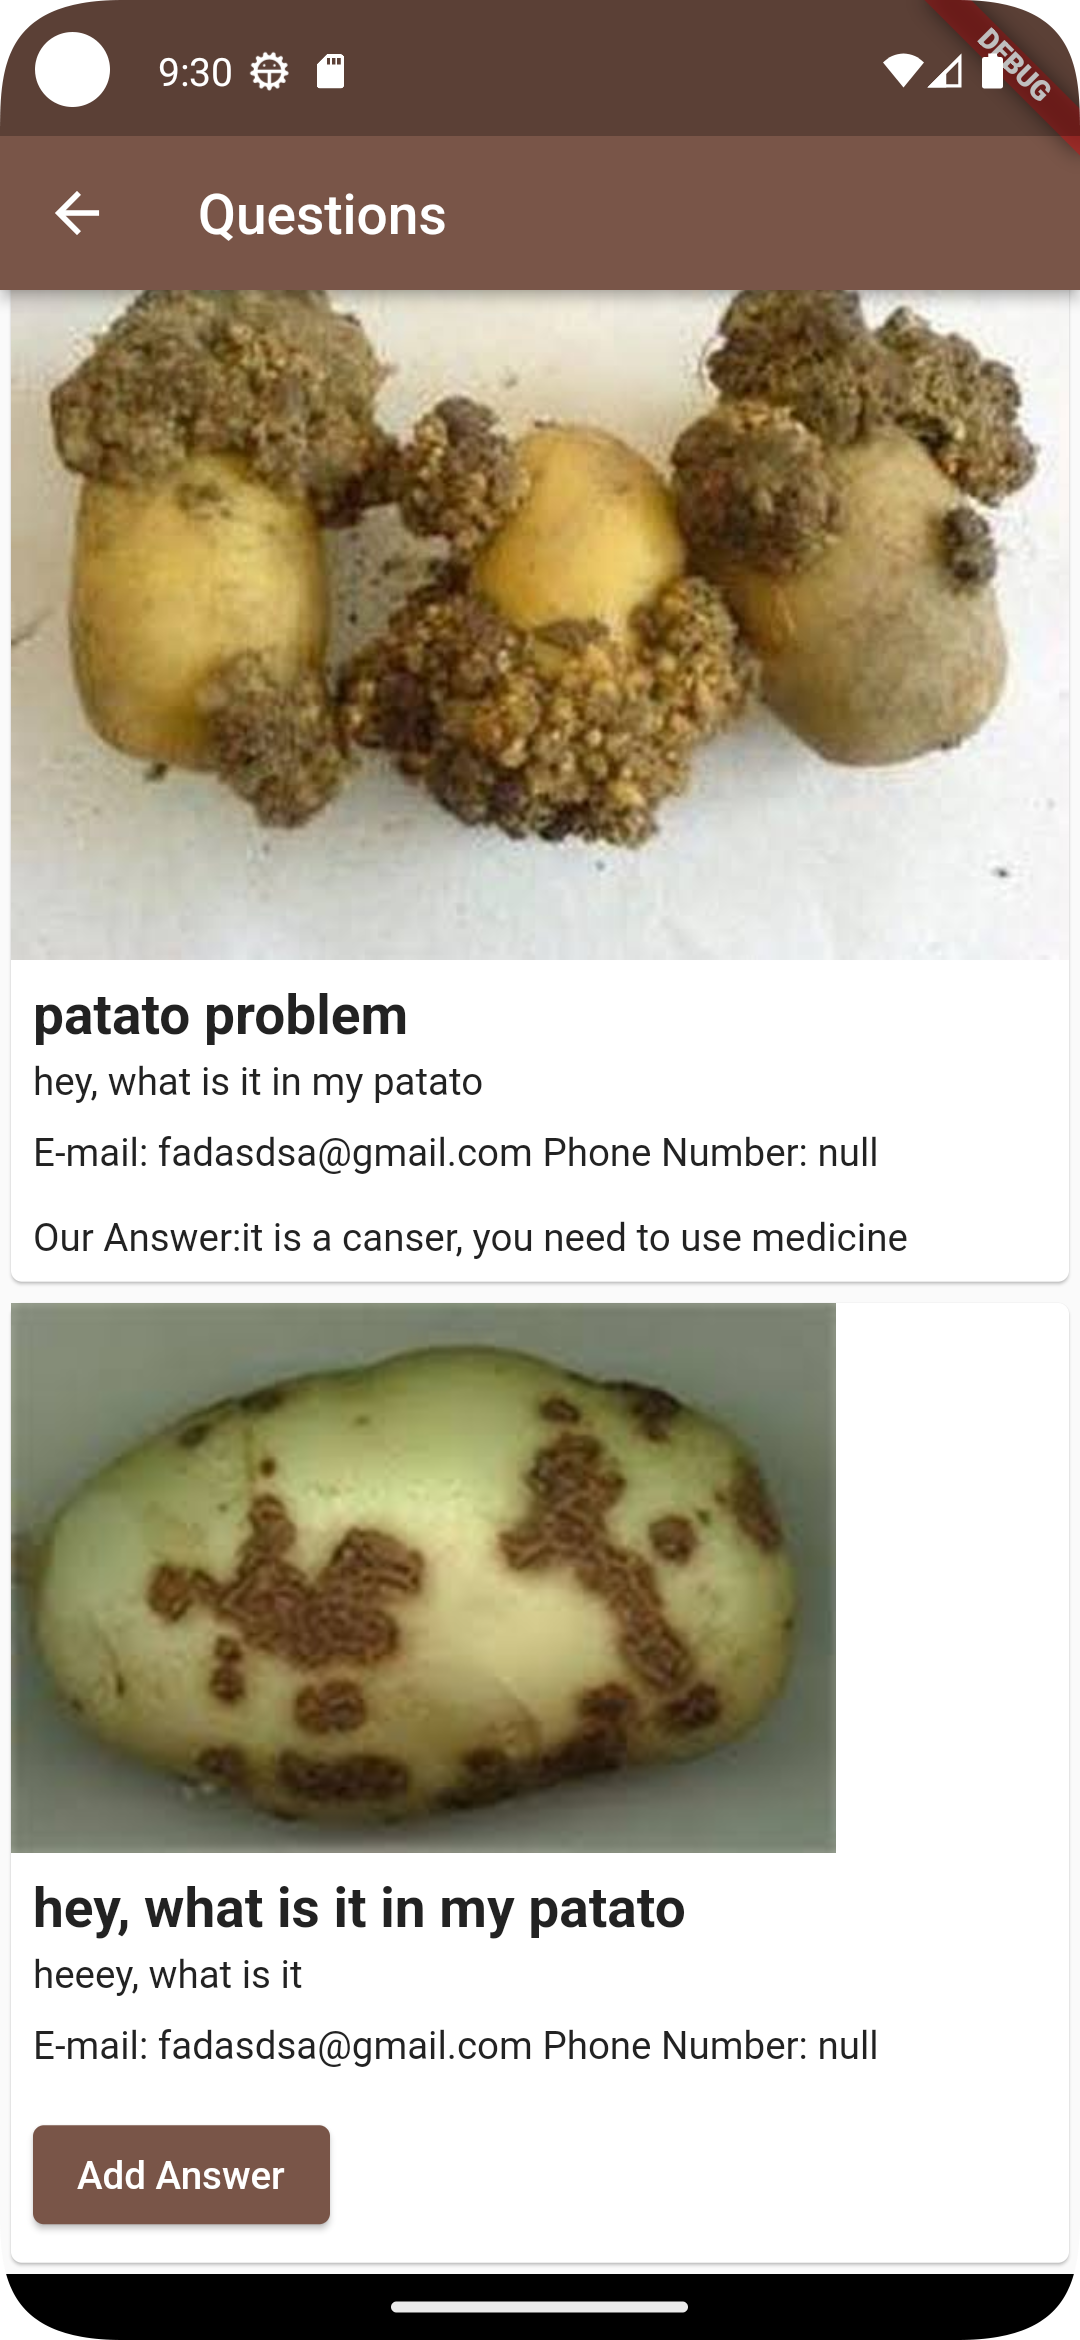 9:30
DEBUG
Questions
patato problem
hey, what is it in my patato
E-mail: fadasdsa@gmail.com Phone Number: null
Our Answer:it is a canser, you need to use medicine
hey, what is it in my patato
heeey, what is it
E-mail: fadasdsa@gmail.com Phone Number: null
Add Answer